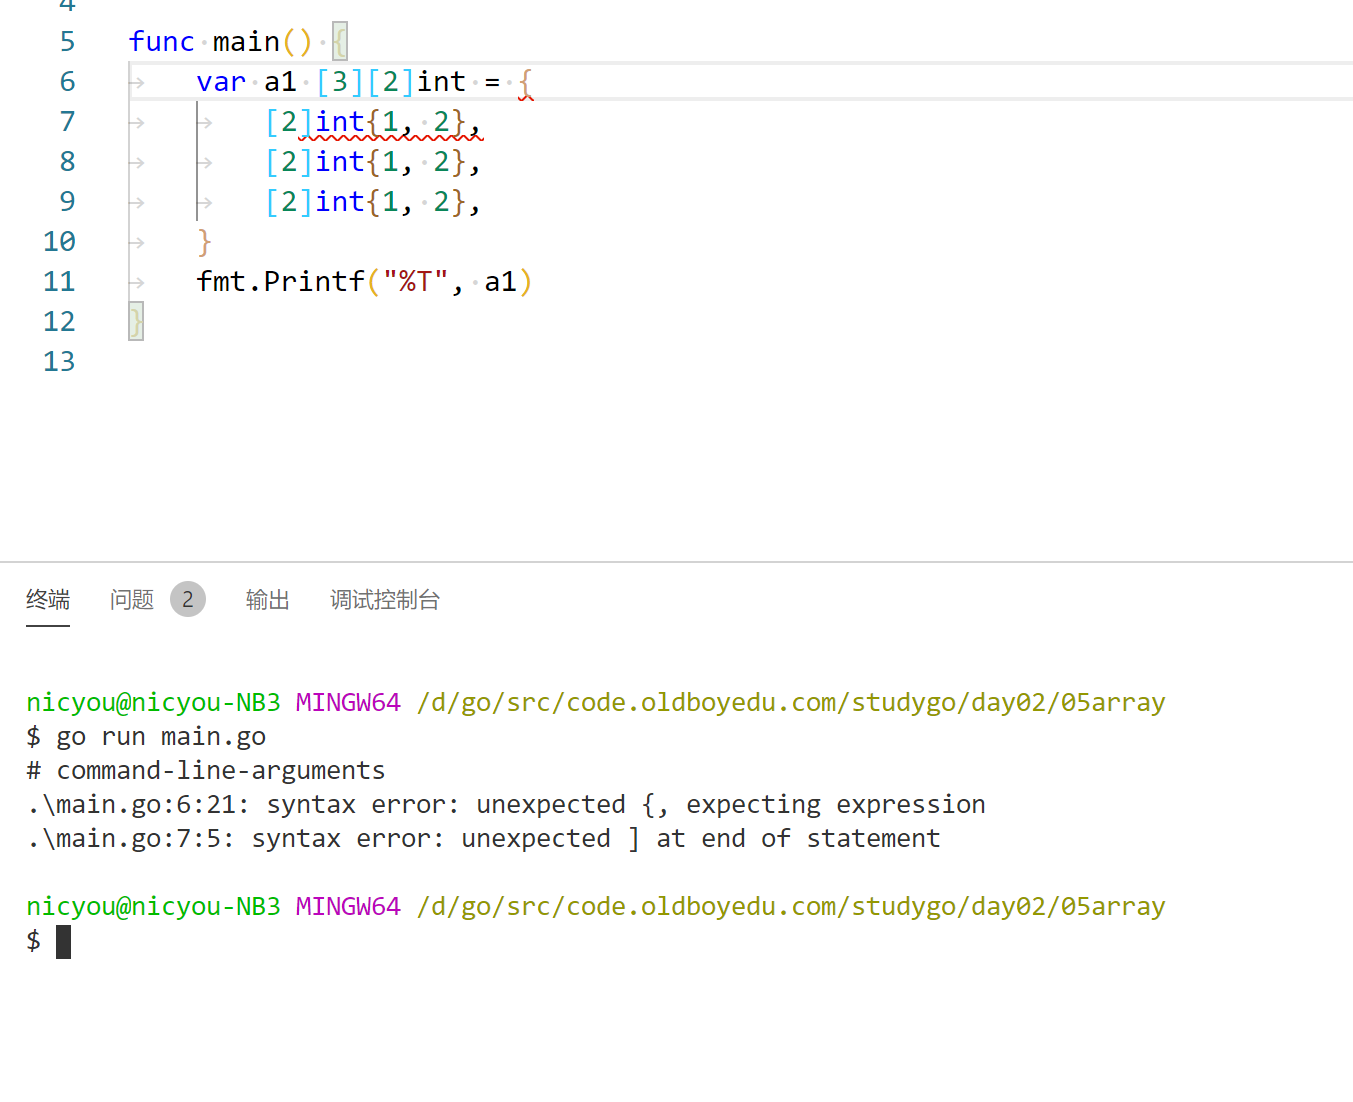 4
5 func main() {
6 var a1 [3][2]int = {
7 [2]int{1, 2},
8 [2]int{1, 2},
9 [2]int{1, 2},
10 }
11 fmt.Printf("%T", a1)
12 }
13
终端 问题 2 输出 调试控制台
nicyou@nicyou-NB3 MINGW64 /d/go/src/code.oldboyedu.com/studygo/day02/05array
$ go run main.go
# command-line-arguments
.\main.go:6:21: syntax error: unexpected {, expecting expression
.\main.go:7:5: syntax error: unexpected ] at end of statement
nicyou@nicyou-NB3 MINGW64 /d/go/src/code.oldboyedu.com/studygo/day02/05array
$